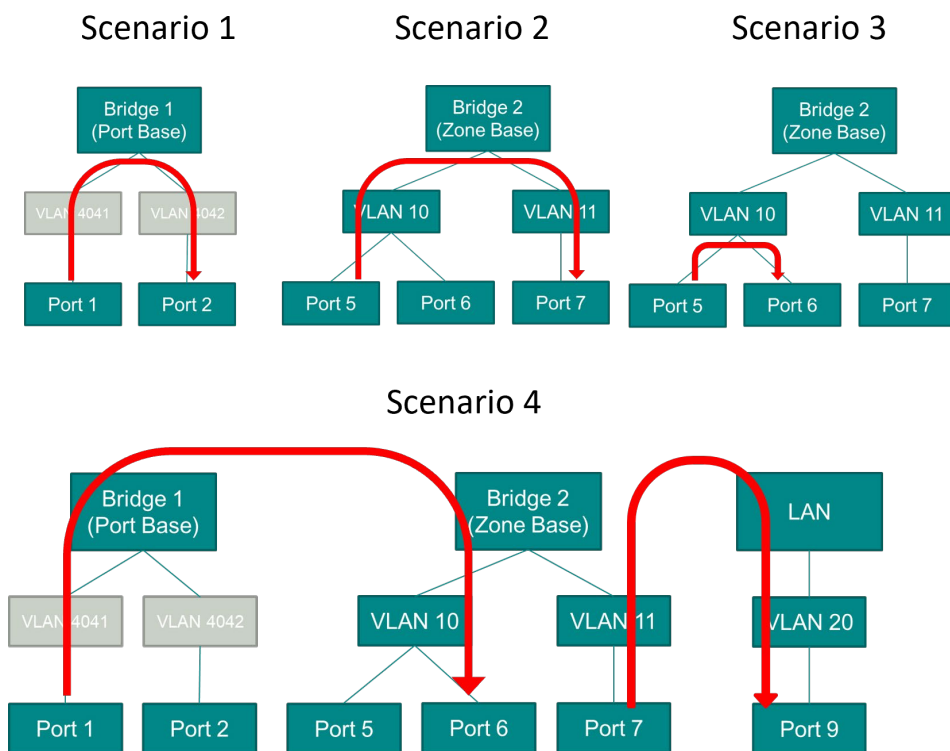 Scenario 1
Scenario 2
Scenario 3
Bridge 1
(Port Base)
Bridge 2
(Zone Base)
Bridge 2
(Zone Base)
VLAN 4041
VLAN 4042
VLAN 10
VLAN 11
VLAN 10
VLAN 11
Port 1
Port 2
Port 5
Port 6
Port 7
Port 5
Port 6
Port 7
Scenario 4
Bridge 1
(Port Base)
Bridge 2
(Zone Base)
LAN
VLAN 4041
VLAN 4042
VLAN 10
VLAN 11
VLAN 20
Port 1
Port 2
Port 5
Port 6
Port 7
Port 9